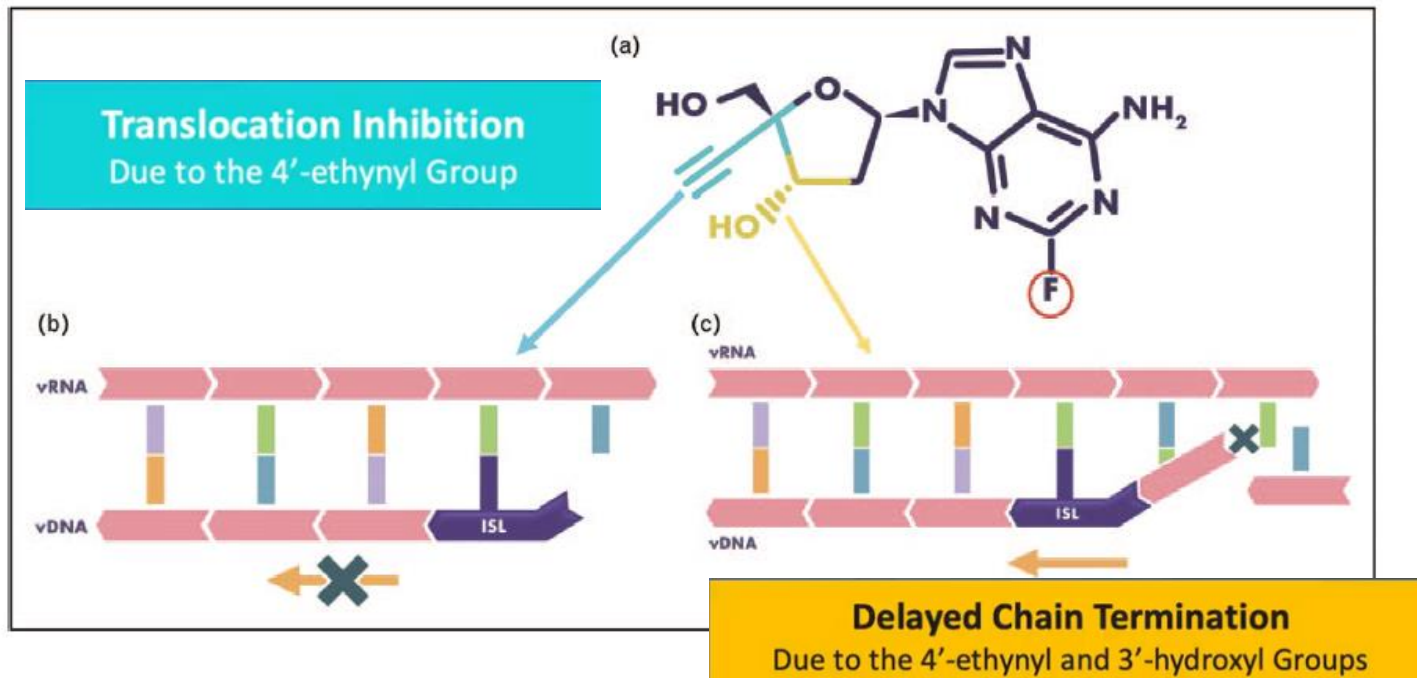 (a)
Translocation Inhibition
Due to the 4′-ethynyl Group
HO
O
N
N
NH2
N
N
HO
F
(b)
vRNA
vDNA
ISL
(c)
vRNA
vDNA
ISL
Delayed Chain Termination
Due to the 4′-ethynyl and 3′-hydroxyl Groups